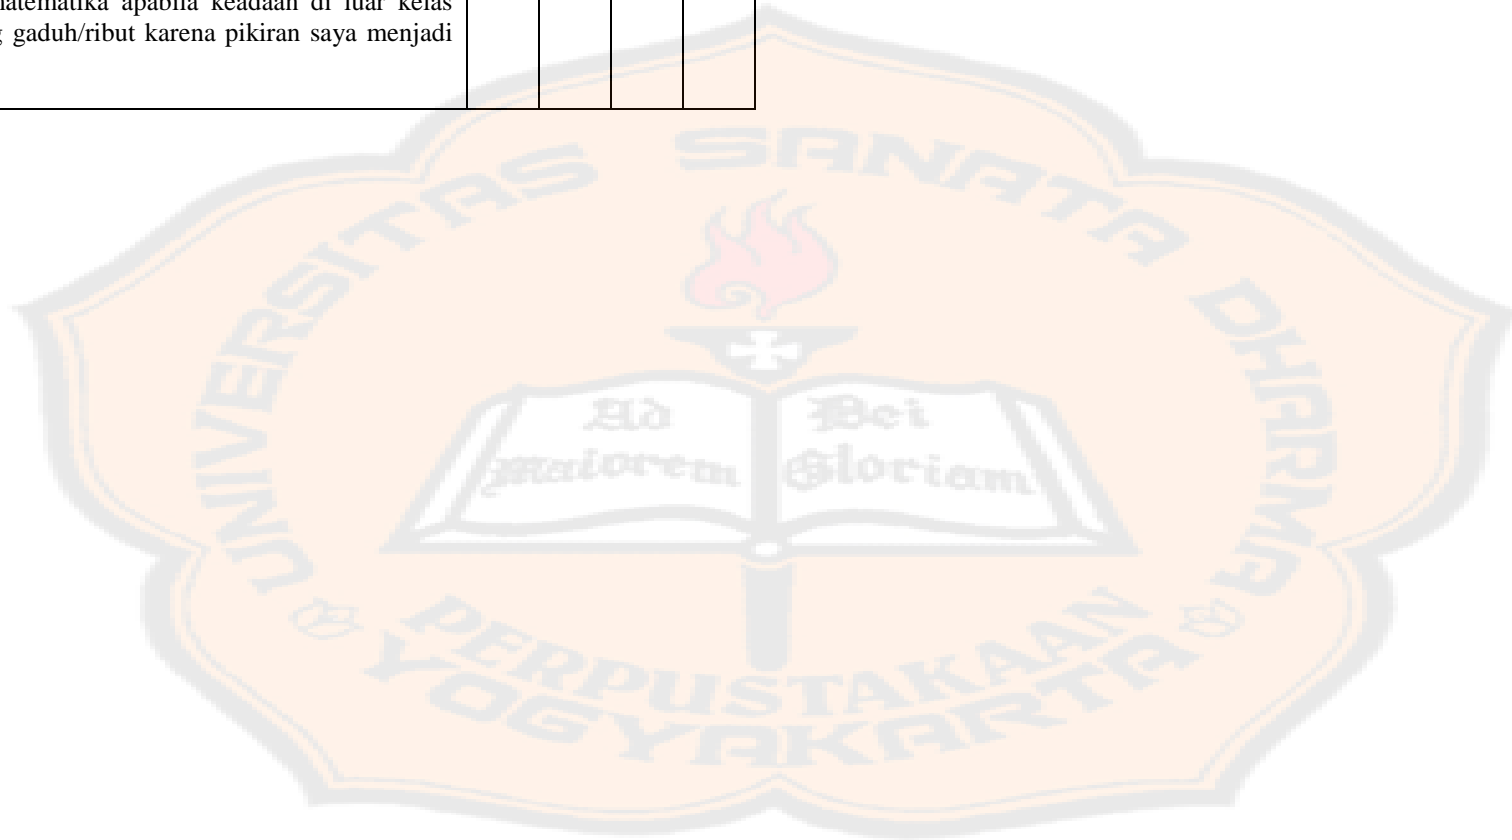 matematika apabila keadaan di luar kelas
gaduh/ribut karena pikiran saya menjadi
UNIVERSITAS SANATA DHARMA
Ad Dei
maiorem Gloriam
PERPUSTAKAAN
YOGYAKARTA